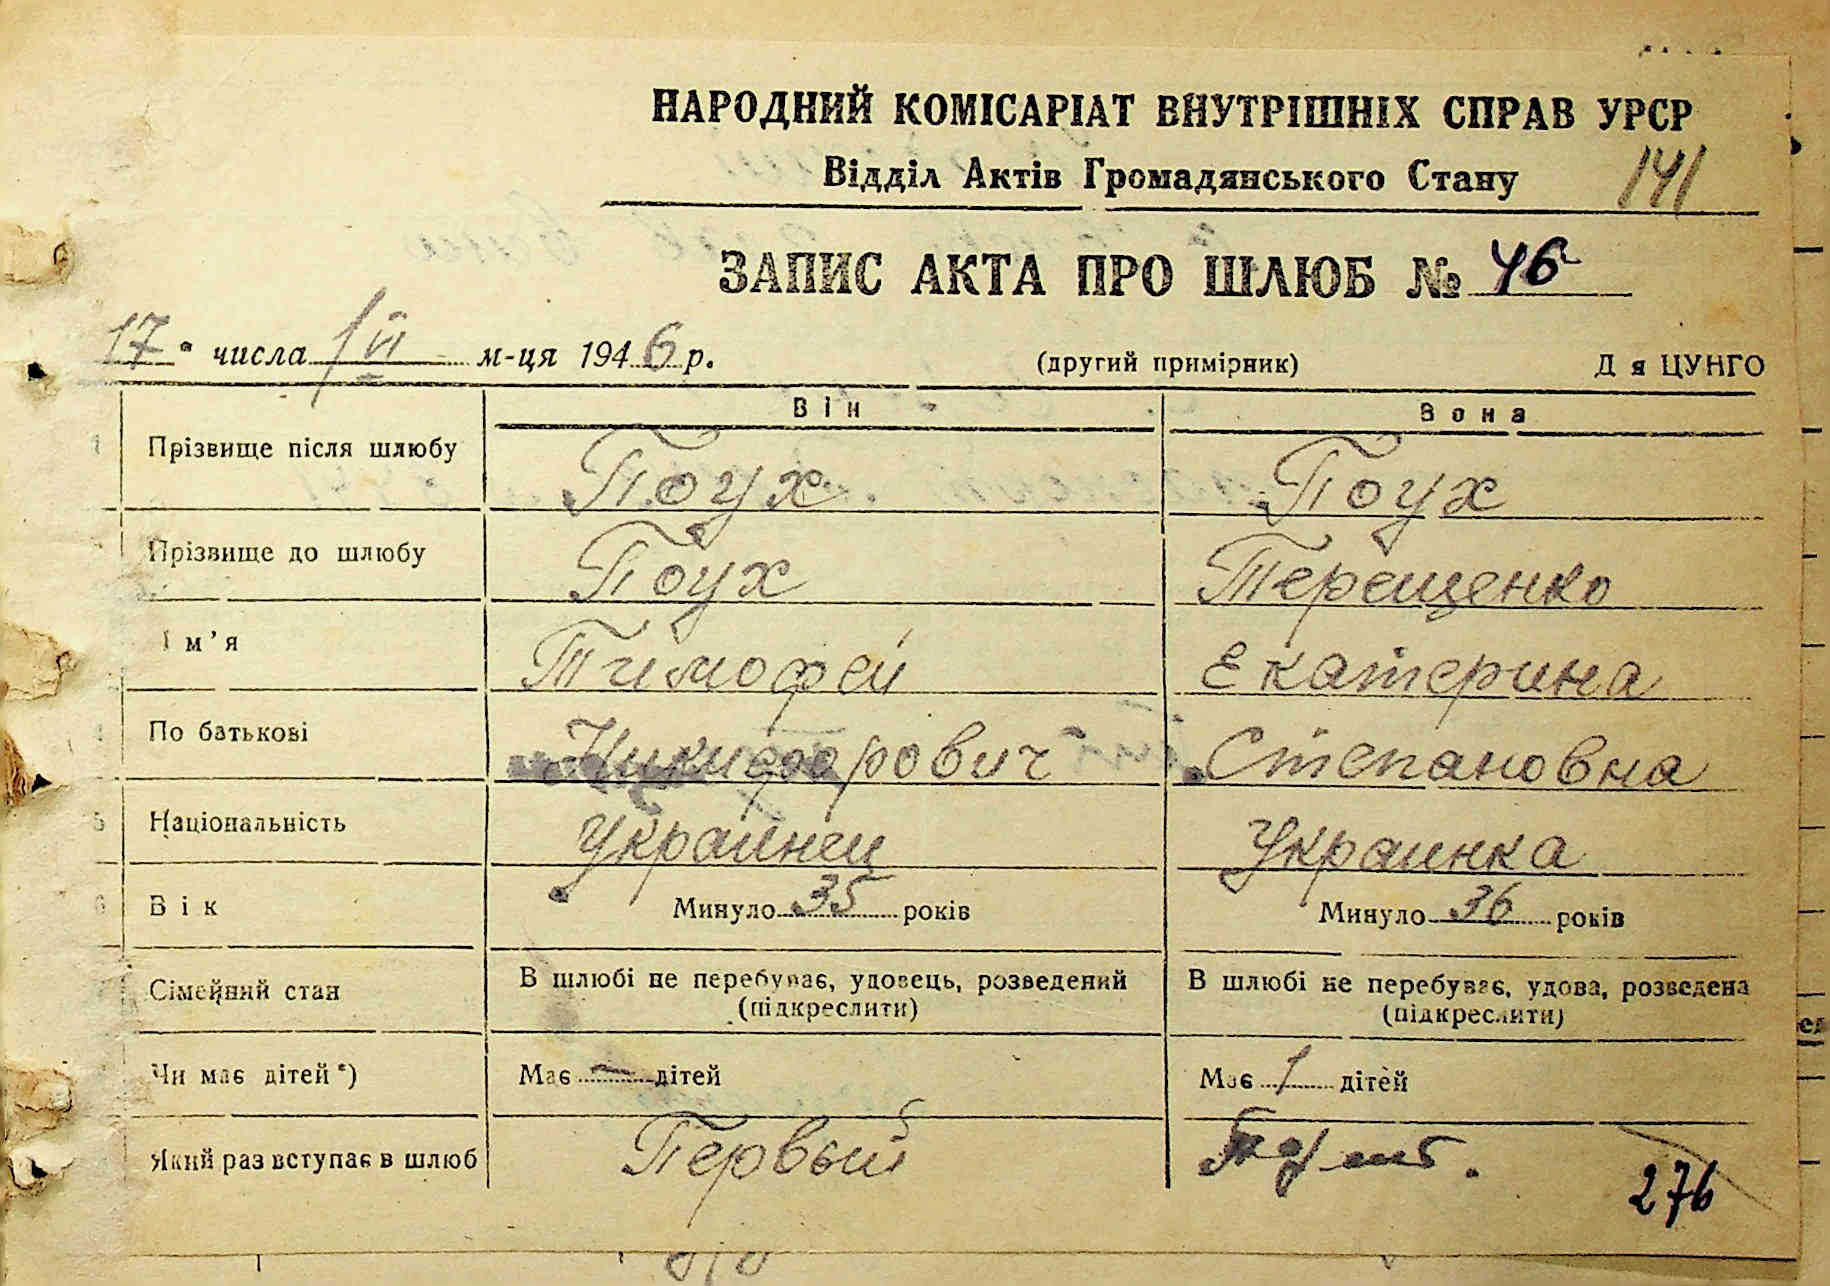 НАРОДНИЙ КОМІСАРІАТ ВНУТРІШНІХ СПРАВ УРСР
Відділ Актів Громадянського Стану 141
ЗАПИС АКТА ПРО ШЛЮБ № 46
17 числа VI м-ця 1946 р. (другий примірник) Д я ЦУНГО
Він Вона
1 Прізвище після шлюбу Поух Поух
Прізвище до шлюбу Поух Терещенко
Ім'я Тимофей Екатерина
По батькові Никифорович Степановна
5 Національність Украинец Украинка
6 Вік Минуло 35 років Минуло 36 років
Сімейний стан В шлюбі не перебуває, удовець, розведений (підкреслити) В шлюбі не перебуває, удова, розведена (підкреслити)
Чи має дітей*) Має — дітей Має 1 дітей
Який раз вступає в шлюб Первый
276